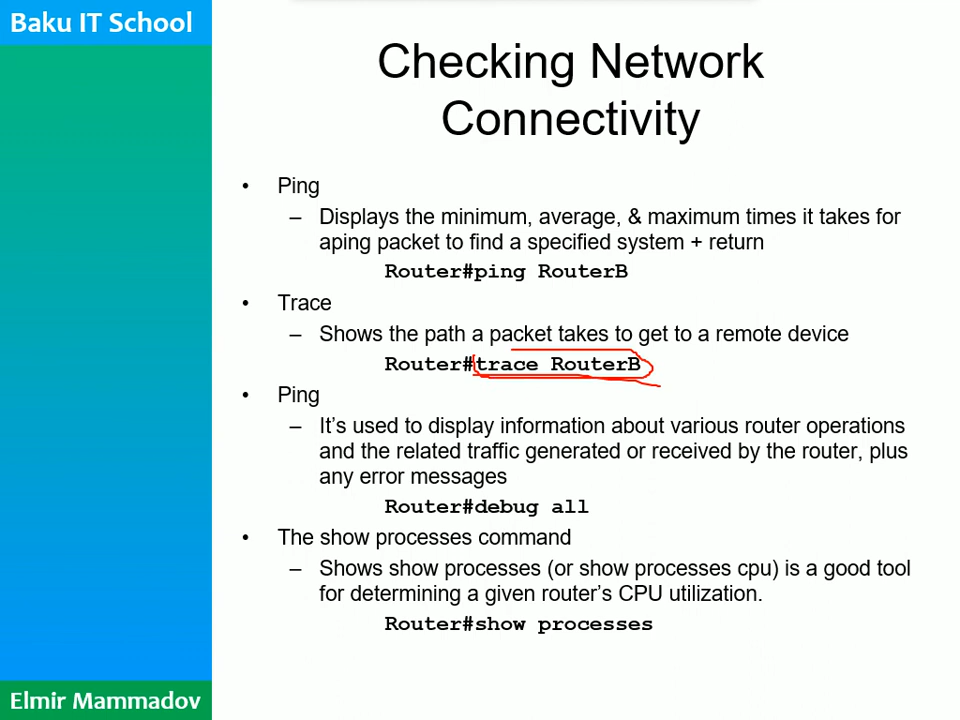 Baku IT School
Checking Network
Connectivity
• Ping
– Displays the minimum, average, & maximum times it takes for
aping packet to find a specified system + return
Router#ping RouterB
• Trace
– Shows the path a packet takes to get to a remote device
Router#trace RouterB
• Ping
– It's used to display information about various router operations
and the related traffic generated or received by the router, plus
any error messages
Router#debug all
• The show processes command
– Shows show processes (or show processes cpu) is a good tool
for determining a given router's CPU utilization.
Router#show processes
Elmir Mammadov